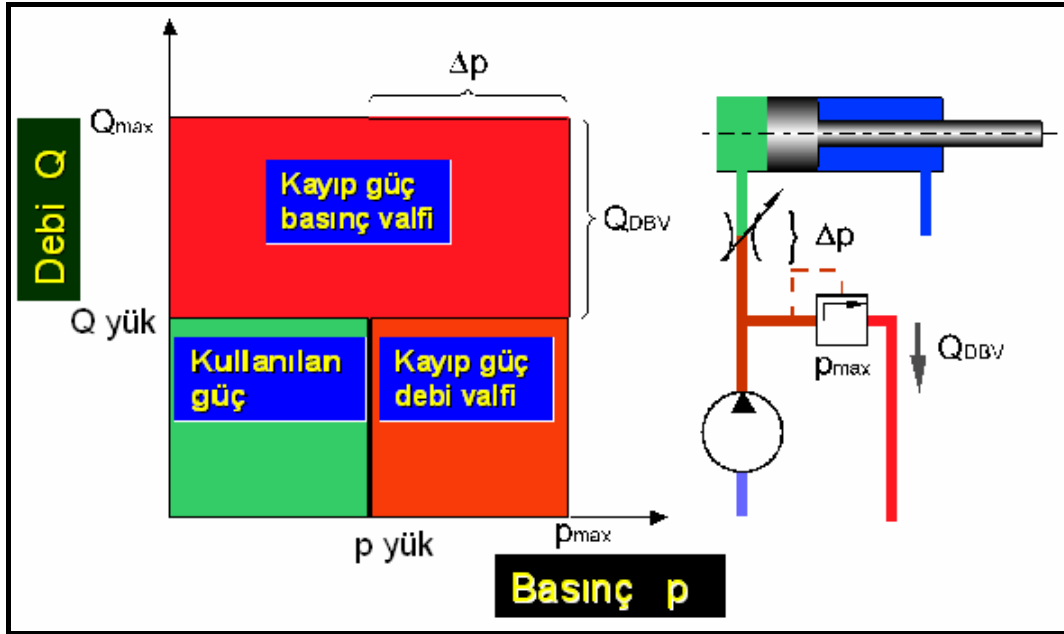 Debi Q
Qmax
Δp
Kayıp güç
basınç valfi
QDBV
Q yük
Kullanılan
güç
Kayıp güç
debi valfi
p yük
pmax
Basınç p
Δp
pmax
QDBV